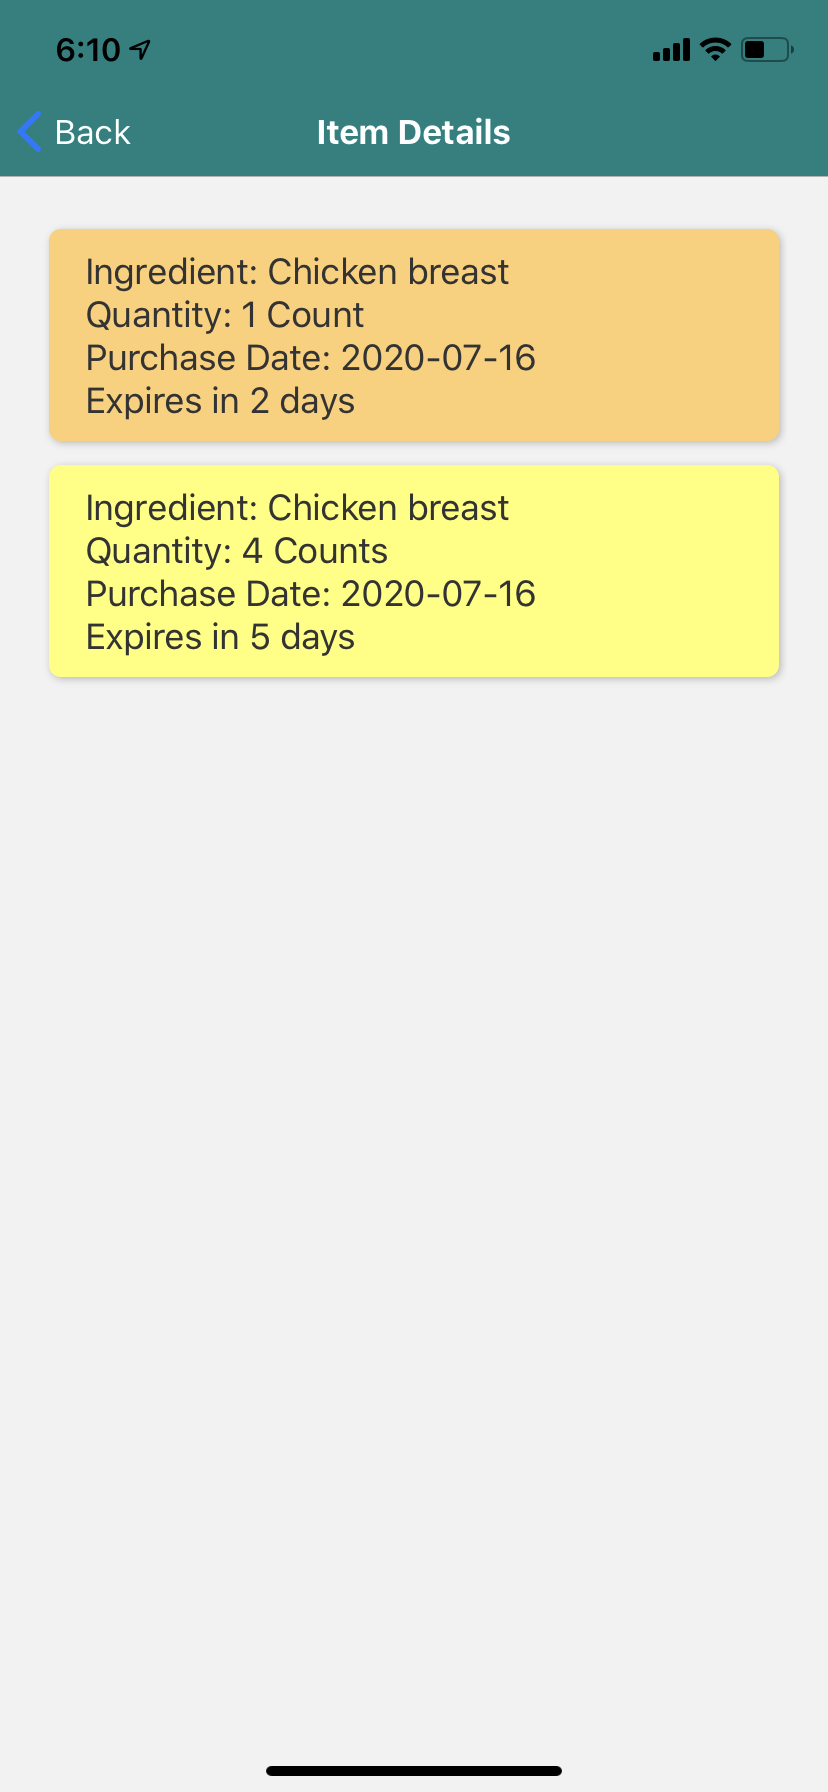 6:10
Back
Item Details
Ingredient: Chicken breast
Quantity: 1 Count
Purchase Date: 2020-07-16
Expires in 2 days
Ingredient: Chicken breast
Quantity: 4 Counts
Purchase Date: 2020-07-16
Expires in 5 days